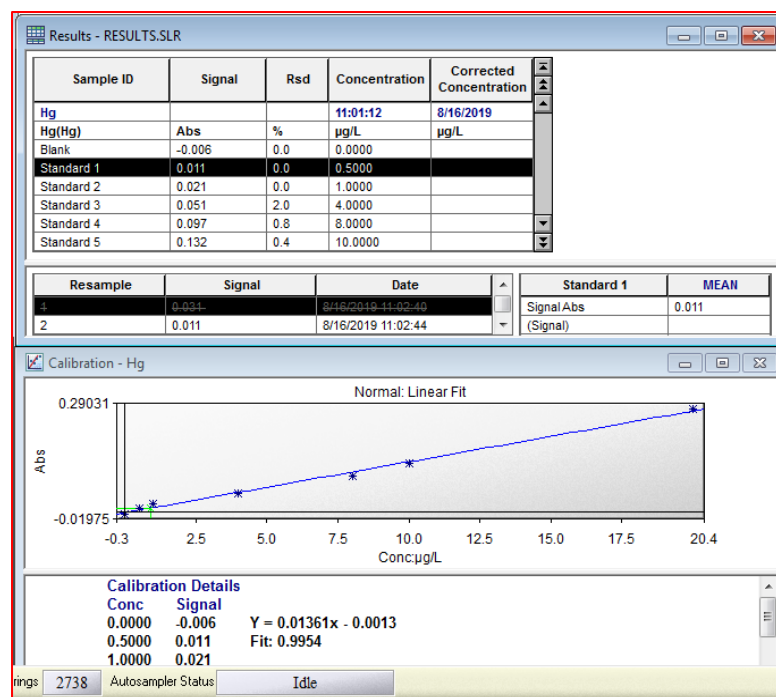 Results - RESULTS.SLR
Sample ID Signal Rsd Concentration Corrected Concentration
Hg 11:01:12 8/16/2019
Hg(Hg) Abs % µg/L µg/L
Blank -0.006 0.0 0.0000
Standard 1 0.011 0.0 0.5000
Standard 2 0.021 0.0 1.0000
Standard 3 0.051 2.0 4.0000
Standard 4 0.097 0.8 8.0000
Standard 5 0.132 0.4 10.0000
Resample Signal Date Standard 1 MEAN
1 0.031 8/16/2019 11:02:40 Signal Abs 0.011
2 0.011 8/16/2019 11:02:44 (Signal)
Calibration - Hg
Normal: Linear Fit
0.29031
Abs
-0.01975
-0.3 2.5 5.0 7.5 10.0 12.5 15.0 17.5 20.4
Conc:µg/L
Calibration Details
Conc Signal
0.0000 -0.006 Y = 0.01361x - 0.0013
0.5000 0.011 Fit: 0.9954
1.0000 0.021
rings 2738 Autosampler Status Idle